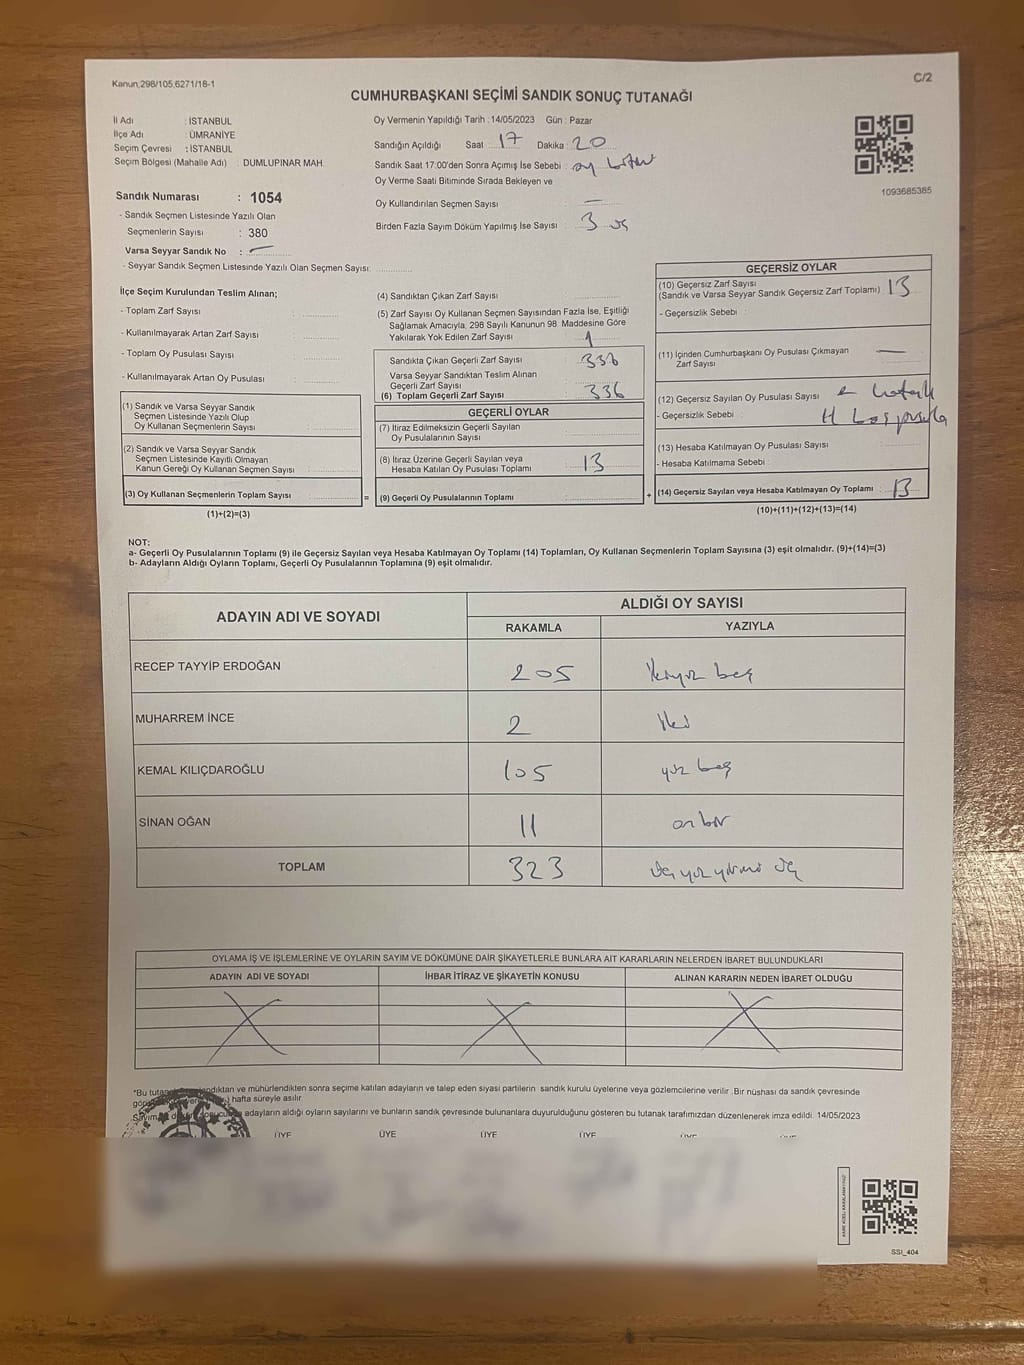 Kanun,298/105,6271/18-1
C/2
CUMHURBAŞKANI SEÇİMİ SANDIK SONUÇ TUTANAĞI
İl Adı : İSTANBUL
İlçe Adı : ÜMRANİYE
Seçim Çevresi : İSTANBUL
Seçim Bölgesi (Mahalle Adı) : DUMLUPINAR MAH.
Sandık Numarası : 1054
- Sandık Seçmen Listesinde Yazılı Olan
Seçmenlerin Sayısı : 380
Varsa Seyyar Sandık No : —
- Seyyar Sandık Seçmen Listesinde Yazılı Olan Seçmen Sayısı:
Oy Vermenin Yapıldığı Tarih : 14/05/2023 Gün : Pazar
Sandığın Açıldığı Saat 17 Dakika 20
Sandık Saat 17:00'den Sonra Açımış İse Sebebi : oy
Oy Verme Saati Bitiminde Sırada Bekleyen ve
Oy Kullandırılan Seçmen Sayısı —
Birden Fazla Sayım Döküm Yapılmış İse Sayısı : 3 üç
1093685385
İlçe Seçim Kurulundan Teslim Alınan;
- Toplam Zarf Sayısı :
- Kullanılmayarak Artan Zarf Sayısı :
- Toplam Oy Pusulası Sayısı :
- Kullanılmayarak Artan Oy Pusulası :
(1) Sandık ve Varsa Seyyar Sandık
Seçmen Listesinde Yazılı Olup
Oy Kullanan Seçmenlerin Sayısı :
(2) Sandık ve Varsa Seyyar Sandık
Seçmen Listesinde Kayıtlı Olmayan
Kanun Gereği Oy Kullanan Seçmen Sayısı :
(3) Oy Kullanan Seçmenlerin Toplam Sayısı :
(1)+(2)=(3)
=
(4) Sandıktan Çıkan Zarf Sayısı
(5) Zarf Sayısı Oy Kullanan Seçmen Sayısından Fazla İse, Eşitliği
Sağlamak Amacıyla, 298 Sayılı Kanunun 98. Maddesine Göre
Yakılarak Yok Edilen Zarf Sayısı : 1
Sandıkta Çıkan Geçerli Zarf Sayısı : 336
Varsa Seyyar Sandıktan Teslim Alınan
Geçerli Zarf Sayısı
(6) Toplam Geçerli Zarf Sayısı : 336
GEÇERLİ OYLAR
(7) İtiraz Edilmeksizin Geçerli Sayılan
Oy Pusulalarının Sayısı
(8) İtiraz Üzerine Geçerli Sayılan veya
Hesaba Katılan Oy Pusulası Toplamı : 13
(9) Geçerli Oy Pusulalarının Toplamı :
+
GEÇERSİZ OYLAR
(10) Geçersiz Zarf Sayısı
(Sandık ve Varsa Seyyar Sandık Geçersiz Zarf Toplamı) : 13
- Geçersizlik Sebebi :
(11) İçinden Cumhurbaşkanı Oy Pusulası Çıkmayan
Zarf Sayısı : —
(12) Geçersiz Sayılan Oy Pusulası Sayısı : 2 hatalı
- Geçersizlik Sebebi : 11 boş pusula
(13) Hesaba Katılmayan Oy Pusulası Sayısı :
- Hesaba Katılmama Sebebi :
(14) Geçersiz Sayılan veya Hesaba Katılmayan Oy Toplamı : 13
(10)+(11)+(12)+(13)=(14)
NOT:
a- Geçerli Oy Pusulalarının Toplamı (9) ile Geçersiz Sayılan veya Hesaba Katılmayan Oy Toplamı (14) Toplamları, Oy Kullanan Seçmenlerin Toplam Sayısına (3) eşit olmalıdır. (9)+(14)=(3)
b- Adayların Aldığı Oyların Toplamı, Geçerli Oy Pusulalarının Toplamına (9) eşit olmalıdır.
ADAYIN ADI VE SOYADI ALDIĞI OY SAYISI
RAKAMLA YAZIYLA
RECEP TAYYİP ERDOĞAN 205 ikiyüz beş
MUHARREM İNCE 2 iki
KEMAL KILIÇDAROĞLU 105 yüz beş
SİNAN OĞAN 11 on bir
TOPLAM 323 üç yüz yirmi üç
OYLAMA İŞ VE İŞLEMLERİNE VE OYLARIN SAYIM VE DÖKÜMÜNE DAİR ŞİKAYETLERLE BUNLARA AİT KARARLARIN NELERDEN İBARET BULUNDUKLARI
ADAYIN ADI VE SOYADI İHBAR İTİRAZ VE ŞİKAYETİN KONUSU ALINAN KARARIN NEDEN İBARET OLDUĞU
*Bu ve mühürlendikten sonra seçime katılan adayların ve talep eden siyasi partilerin sandık kurulu üyelerine veya gözlemcilerine verilir. Bir nüshası da sandık çevresinde
hafta süreyle asılır.
adayların aldığı oyların sayılarını ve bunların sandık çevresinde bulunanlara duyurulduğunu gösteren bu tutanak tarafımızdan düzenlenerek imza edildi. 14/05/2023
ÜYE ÜYE ÜYE ÜYE
SSI_404